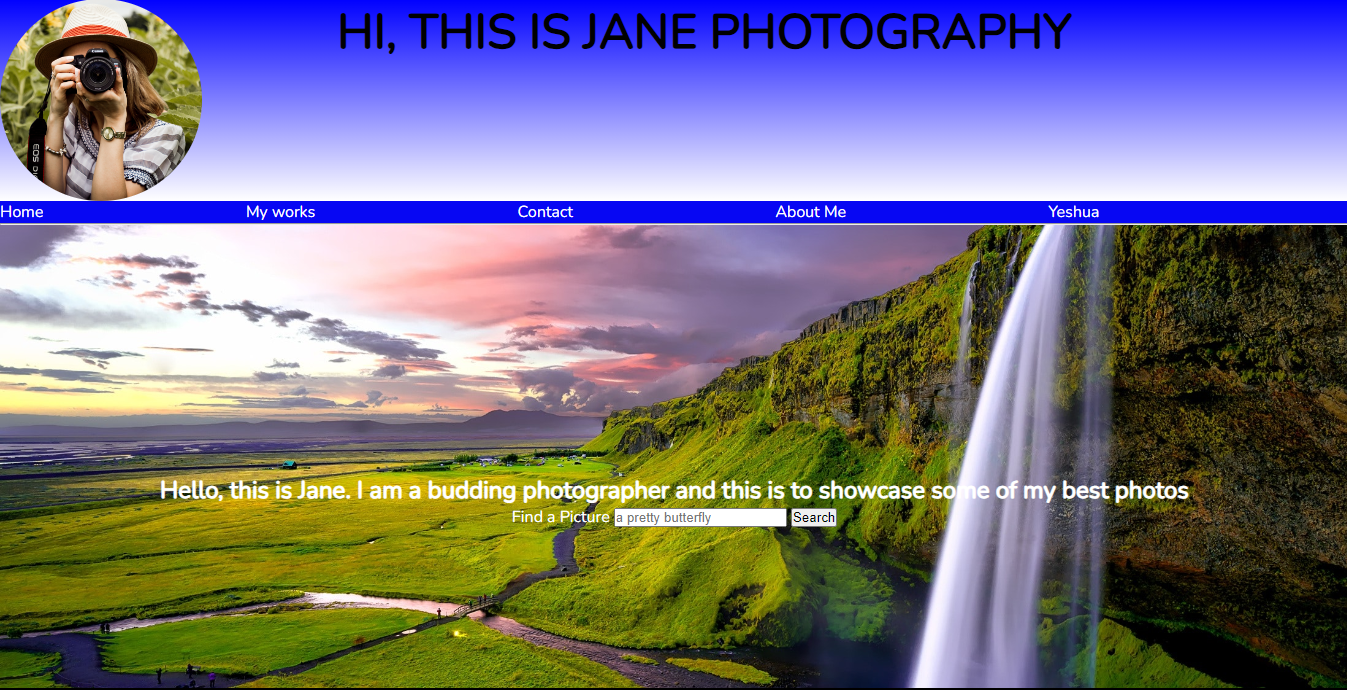 HI, THIS IS JANE PHOTOGRAPHY
Home My works Contact About Me Yeshua
Hello, this is Jane. I am a budding photographer and this is to showcase some of my best photos
Find a Picture a pretty butterfly Search